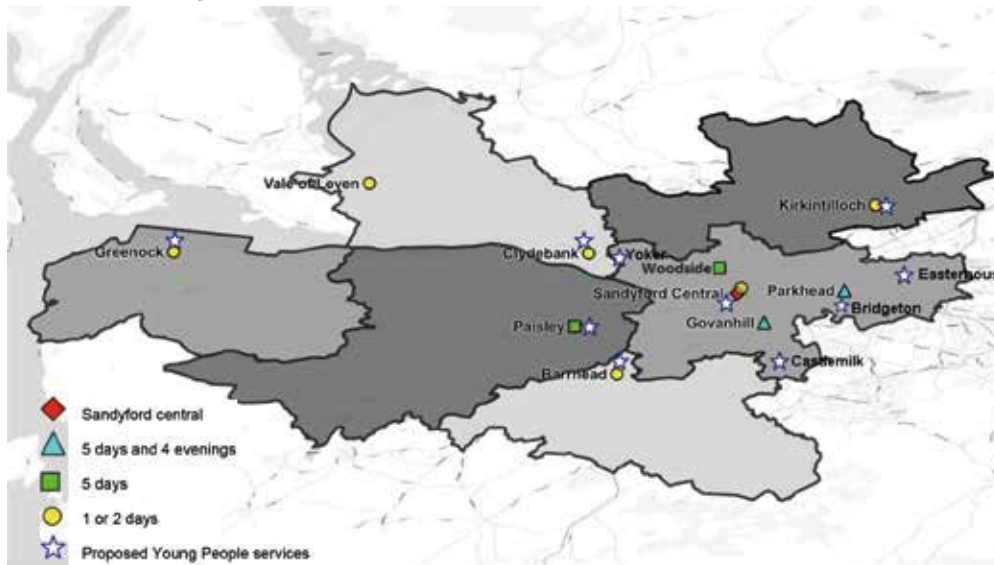 Vale of Leven
Kirkintilloch
Greenock
Clydebank
Yoker
Woodside
Easterhous
Sandyford Central
Parkhead
Bridgeton
Paisley
Govanhill
Castlemilk
Barrhead
Sandyford central
5 days and 4 evenings
5 days
1 or 2 days
Proposed Young People services